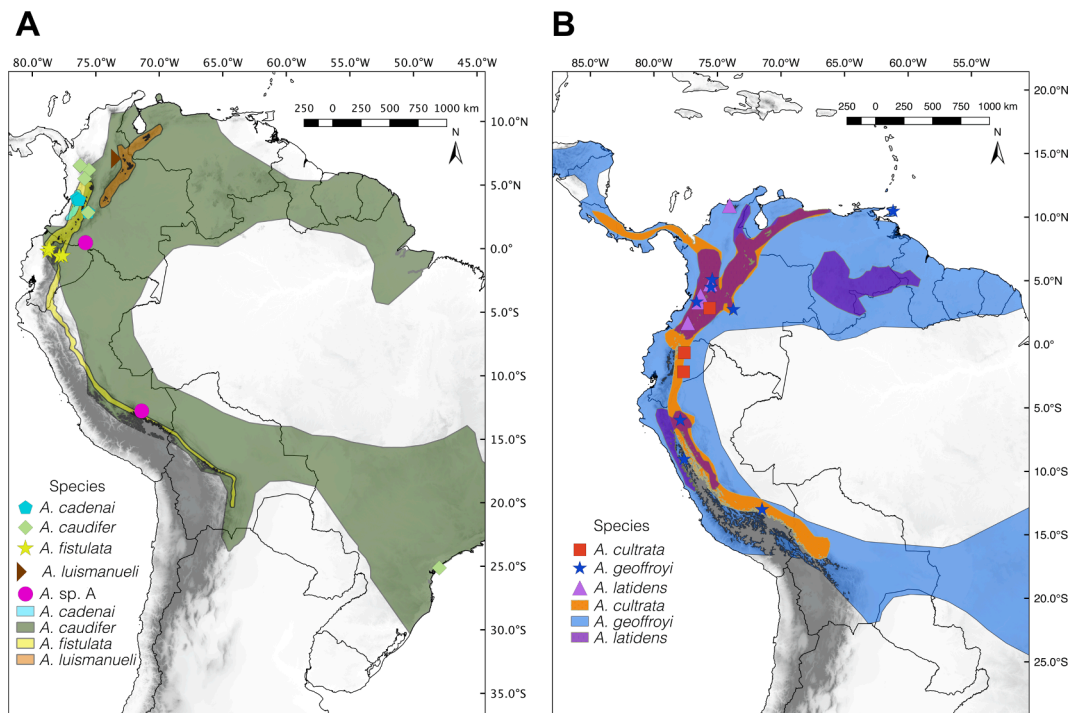 A
80.0°W 75.0°W 70.0°W 65.0°W 60.0°W 55.0°W 50.0°W 45.0°W
250 0 250 500 750 1000 km
N
10.0°N
5.0°N
0.0°
5.0°S
10.0°S
15.0°S
20.0°S
25.0°S
30.0°S
35.0°S
Species
A. cadenai
A. caudifer
A. fistulata
A. luismanueli
A. sp. A
A. cadenai
A. caudifer
A. fistulata
A. luismanueli
B
85.0°W 80.0°W 75.0°W 70.0°W 65.0°W 60.0°W 55.0°W
250 0 250 500 750 1000 km
N
20.0°N
15.0°N
10.0°N
5.0°N
0.0°
5.0°S
10.0°S
15.0°S
20.0°S
25.0°S
Species
A. cultrata
A. geoffroyi
A. latidens
A. cultrata
A. geoffroyi
A. latidens